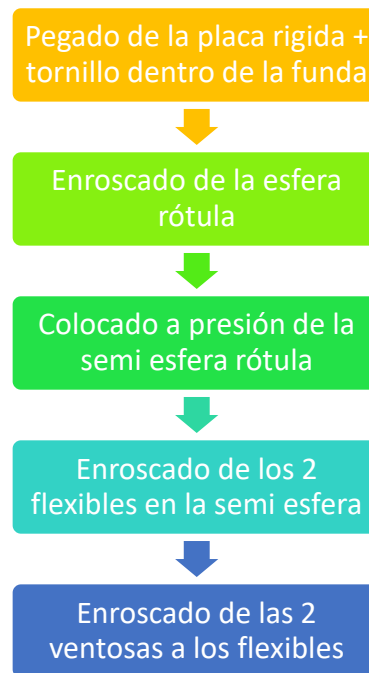 Pegado de la placa rigida +
tornillo dentro de la funda
Enroscado de la esfera
rótula
Colocado a presión de la
semi esfera rótula
Enroscado de los 2
flexibles en la semi esfera
Enroscado de las 2
ventosas a los flexibles